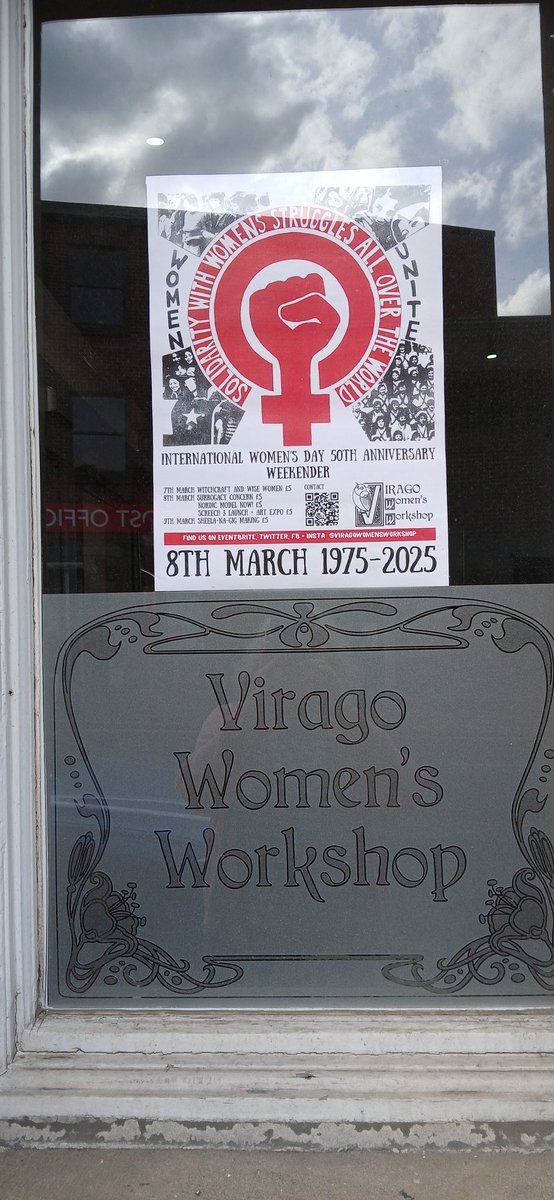 WOMEN
UNITE
SOLIDARITY WITH WOMENS STRUGGLES ALL OVER THE WORLD
INTERNATIONAL WOMEN'S DAY 50TH ANNIVERSARY
WEEKENDER
7TH MARCH WITCHCRAFT AND WISE WOMEN £5
8TH MARCH SURROGACY CONCERN £5
NORDIC MODEL NOW! £5
SCREECH 3 LAUNCH + ART EXPO £5
9TH MARCH SHEELA-NA-GIG MAKING £5
CONTACT
VIRAGO
Women's
Workshop
FIND US ON EVENTBRITE, TWITTER, FB + INSTA @VIRAGOWOMENSWORKSHOP
8TH MARCH 1975-2025
POST OFFIC
Virago
Women's
Workshop